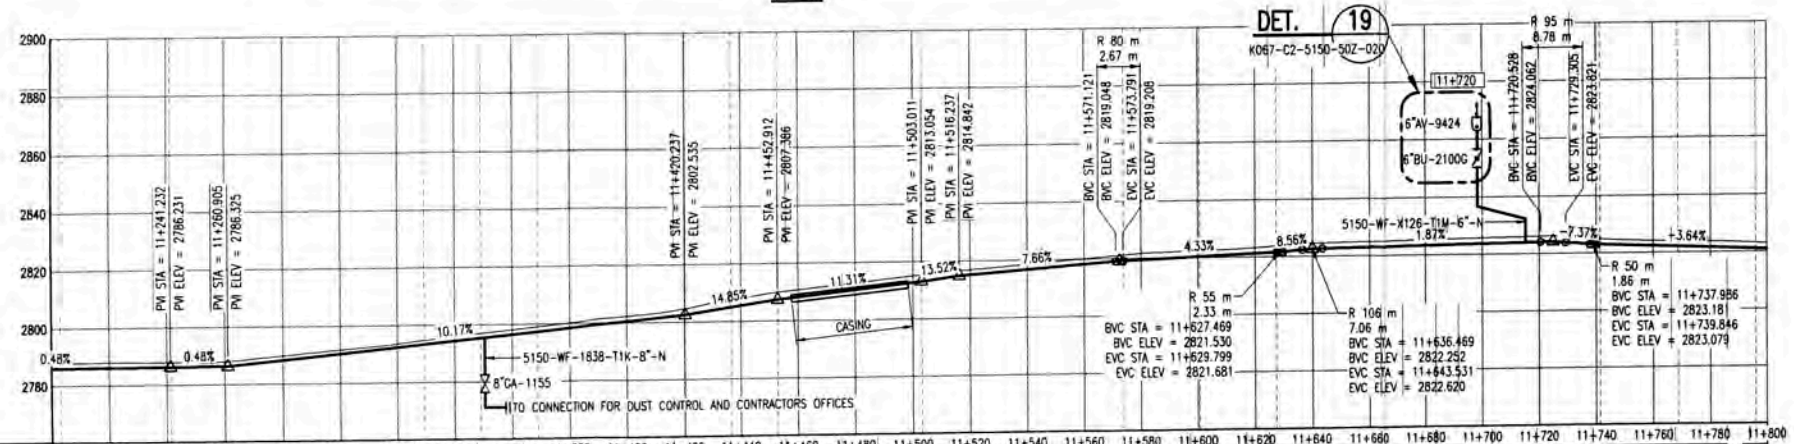 DET. 19
K067-C2-5150-50Z-020
2900
2880
2860
2840
2820
2800
2780
PVI STA = 11+241.232
PVI ELEV = 2786.231
PVI STA = 11+260.905
PVI ELEV = 2786.325
PVI STA = 11+420.237
PVI ELEV = 2802.535
PVI STA = 11+452.912
PVI ELEV = 2807.386
PVI STA = 11+503.011
PVI ELEV = 2813.054
PVI STA = 11+516.237
PVI ELEV = 2814.842
R 80 m
2.67 m
BVC STA = 11+571.121
BVC ELEV = 2819.048
EVC STA = 11+573.791
EVC ELEV = 2819.208
11+720
6"AV-9424
6"BU-2100G
5150-WF-X126-T1M-6"-N
R 95 m
8.78 m
BVC STA = 11+720.528
BVC ELEV = 2824.062
EVC STA = 11+729.305
EVC ELEV = 2823.821
0.48%
0.48%
10.17%
14.85%
11.31%
13.52%
7.66%
4.33%
8.56%
1.87%
-7.37%
-3.64%
CASING
5150-WF-1838-T1K-8"-N
8"GA-1155
TO CONNECTION FOR DUST CONTROL AND CONTRACTORS OFFICES
R 55 m
2.33 m
BVC STA = 11+627.469
BVC ELEV = 2821.530
EVC STA = 11+629.799
EVC ELEV = 2821.681
R 106 m
7.06 m
BVC STA = 11+636.469
BVC ELEV = 2822.252
EVC STA = 11+643.531
EVC ELEV = 2822.620
R 50 m
1.86 m
BVC STA = 11+737.986
BVC ELEV = 2823.181
EVC STA = 11+739.846
EVC ELEV = 2823.079
11+500 11+520 11+540 11+560 11+580 11+600 11+620 11+640 11+660 11+680 11+700 11+720 11+740 11+760 11+780 11+800